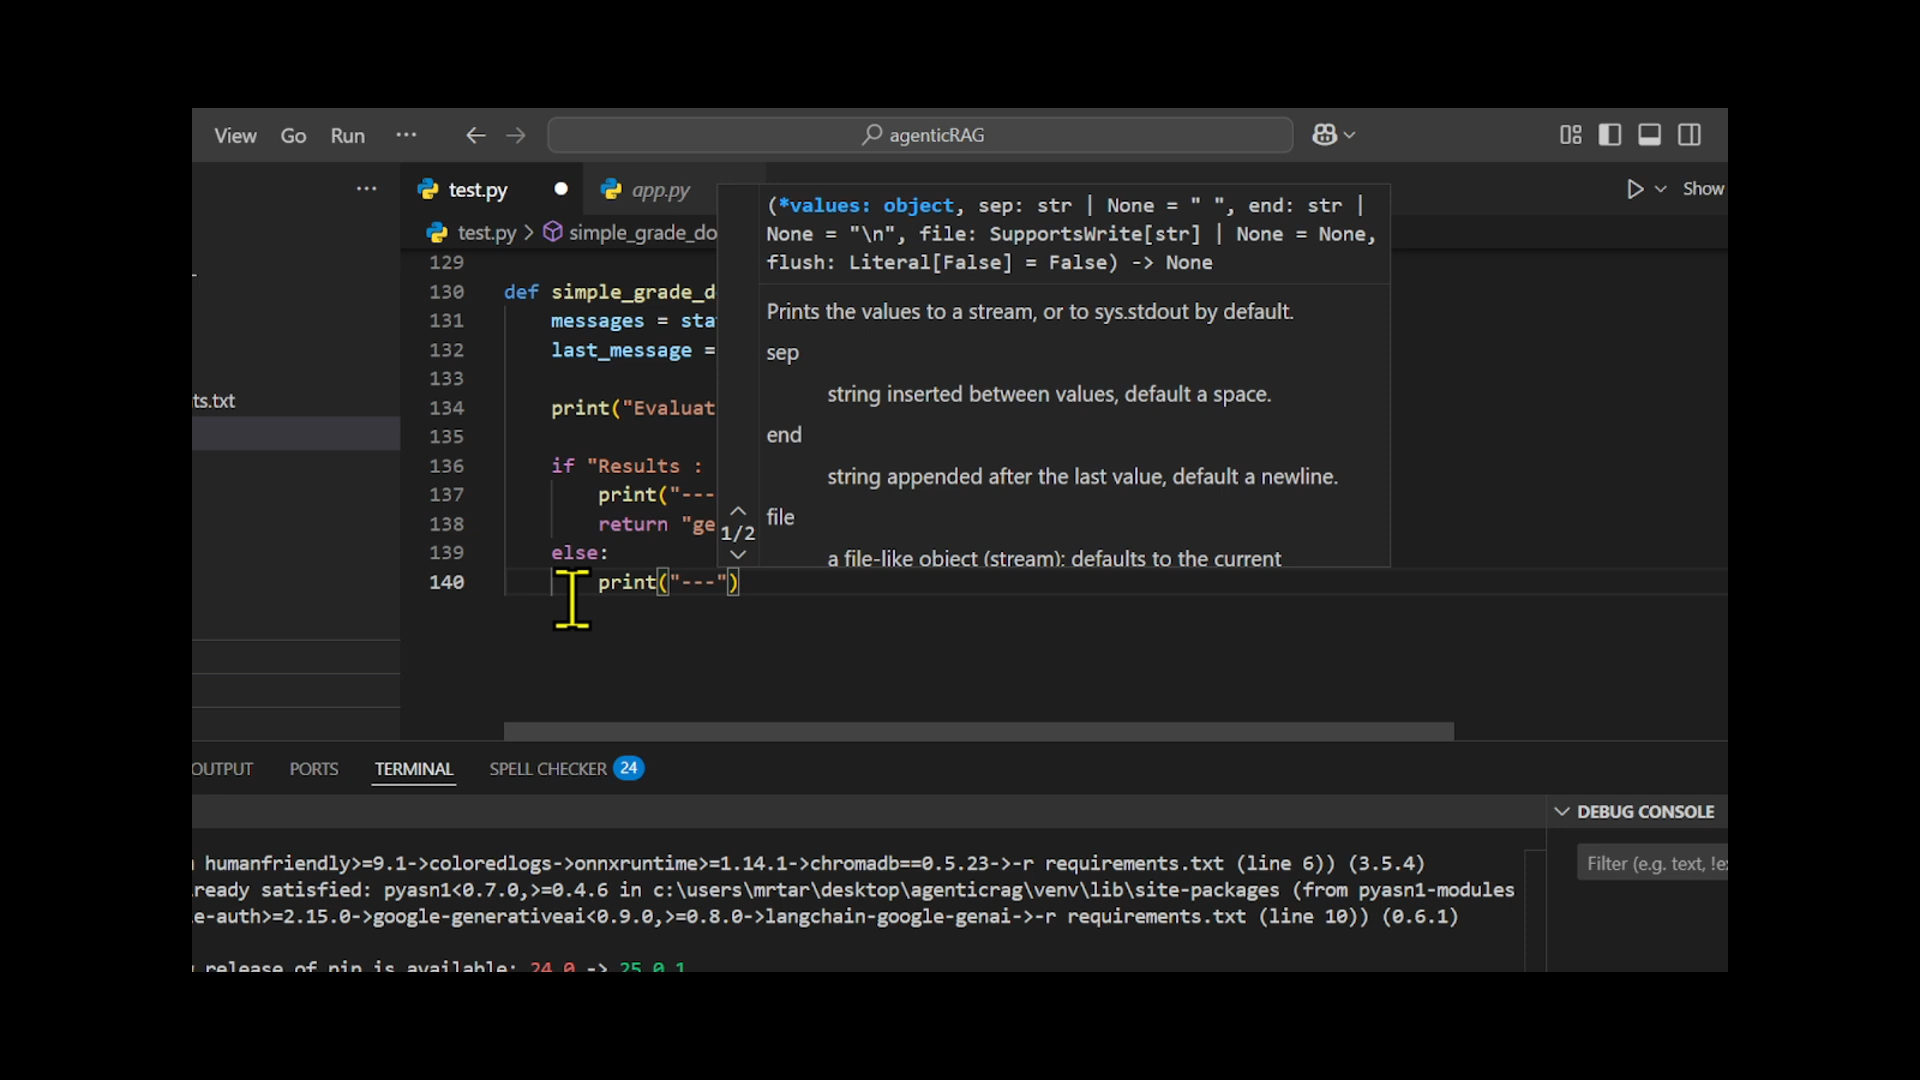 View Go Run ··· agenticRAG
··· test.py app.py Show
test.py > simple_grade_do
(*values: object, sep: str | None = " ", end: str |
None = "\n", file: SupportsWrite[str] | None = None,
flush: Literal[False] = False) -> None
Prints the values to a stream, or to sys.stdout by default.
sep
string inserted between values, default a space.
end
string appended after the last value, default a newline.
file
a file-like object (stream); defaults to the current
1/2
ts.txt
129
130 def simple_grade_d
131 messages = sta
132 last_message =
133
134 print("Evaluat
135
136 if "Results :
137 print("---
138 return "ge
139 else:
140 print("---")
OUTPUT PORTS TERMINAL SPELL CHECKER 24
DEBUG CONSOLE
Filter (e.g. text, !ex
humanfriendly>=9.1->coloredlogs->onnxruntime>=1.14.1->chromadb==0.5.23->-r requirements.txt (line 6)) (3.5.4)
ready satisfied: pyasn1<0.7.0,>=0.4.6 in c:\users\mrtar\desktop\agenticrag\venv\lib\site-packages (from pyasn1-modules
e-auth>=2.15.0->google-generativeai<0.9.0,>=0.8.0->langchain-google-genai->-r requirements.txt (line 10)) (0.6.1)
release of pip is available: 24.0 -> 25.0.1